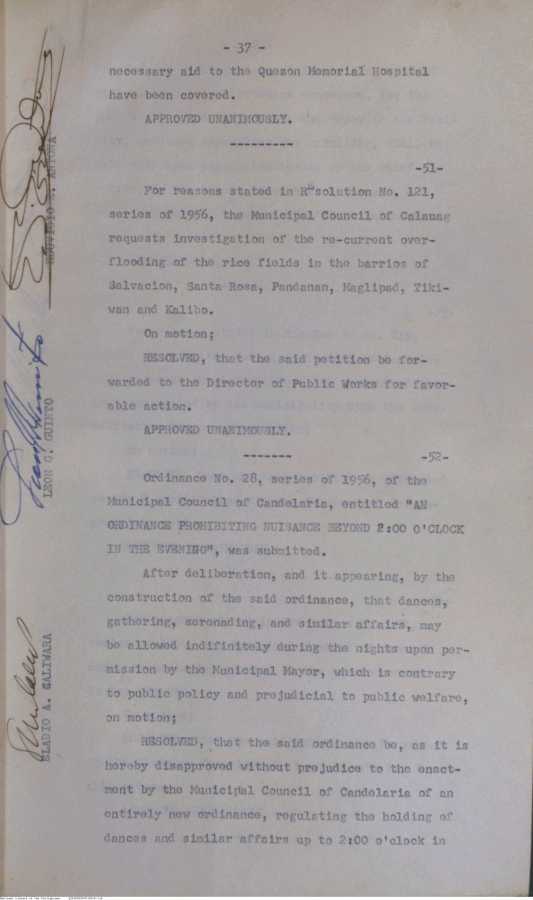 - 37 -
necessary aid to the Quezon Memorial Hospital
have been covered.
APPROVED UNANIMOUSLY.
---------
-51-
For reasons stated in Resolution No. 121,
series of 1956, the Municipal Council of Calauag
requests investigation of the re-current over-
flooding of the rice fields in the barrios of
Salvacion, Santa Rosa, Pandanan, Maglipad, Yiki-
wan and Kalibo.
On motion;
RESOLVED, that the said petition be for-
warded to the Director of Public Works for favor-
able action.
APPROVED UNANIMOUSLY.
-------
-52-
Ordinance No. 28, series of 1956, of the
Municipal Council of Candelaria, entitled "AN
ORDINANCE PROHIBITING NUISANCE BEYOND 2:00 O'CLOCK
IN THE EVENING", was submitted.
After deliberation, and it appearing, by the
construction of the said ordinance, that dances,
gathering, serenading, and similar affairs, may
be allowed indifinitely during the nights upon per-
mission by the Municipal Mayor, which is contrary
to public policy and prejudicial to public welfare,
on motion;
RESOLVED, that the said ordinance be, as it is
hereby disapproved without prejudice to the enact-
ment by the Municipal Council of Candelaria of an
entirely new ordinance, regulating the holding of
dances and similar affairs up to 2:00 o'clock in
LEON G. GUINTO
ELADIO A. CALIWARA
National Library of the Philippines